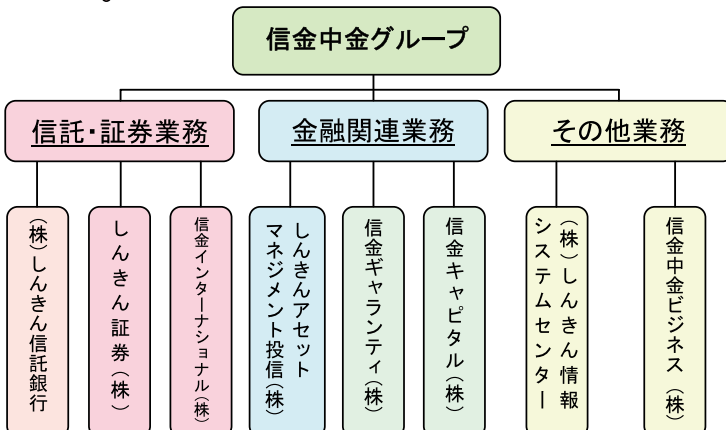 信金中金グループ
信託・証券業務
金融関連業務
その他業務
(株)しんきん信託銀行
しんきん証券(株)
信金インターナショナル(株)
しんきんアセット
マネジメント投信(株)
信金ギャランティ(株)
信金キャピタル(株)
(株)しんきん情報
システムセンター
信金中金ビジネス(株)